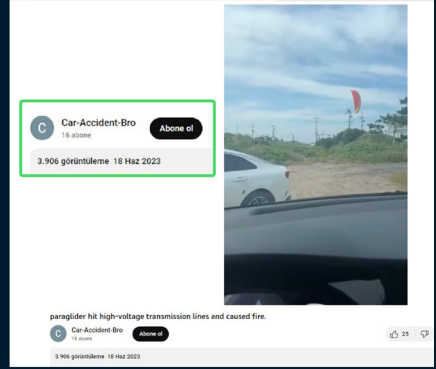 C
Car-Accident-Bro
16 abone
Abone ol
3.906 görüntüleme 18 Haz 2023
paraglider hit high-voltage transmission lines and caused fire.
C
Car-Accident-Bro
16 abone
Abone ol
25
3.906 görüntüleme 18 Haz 2023